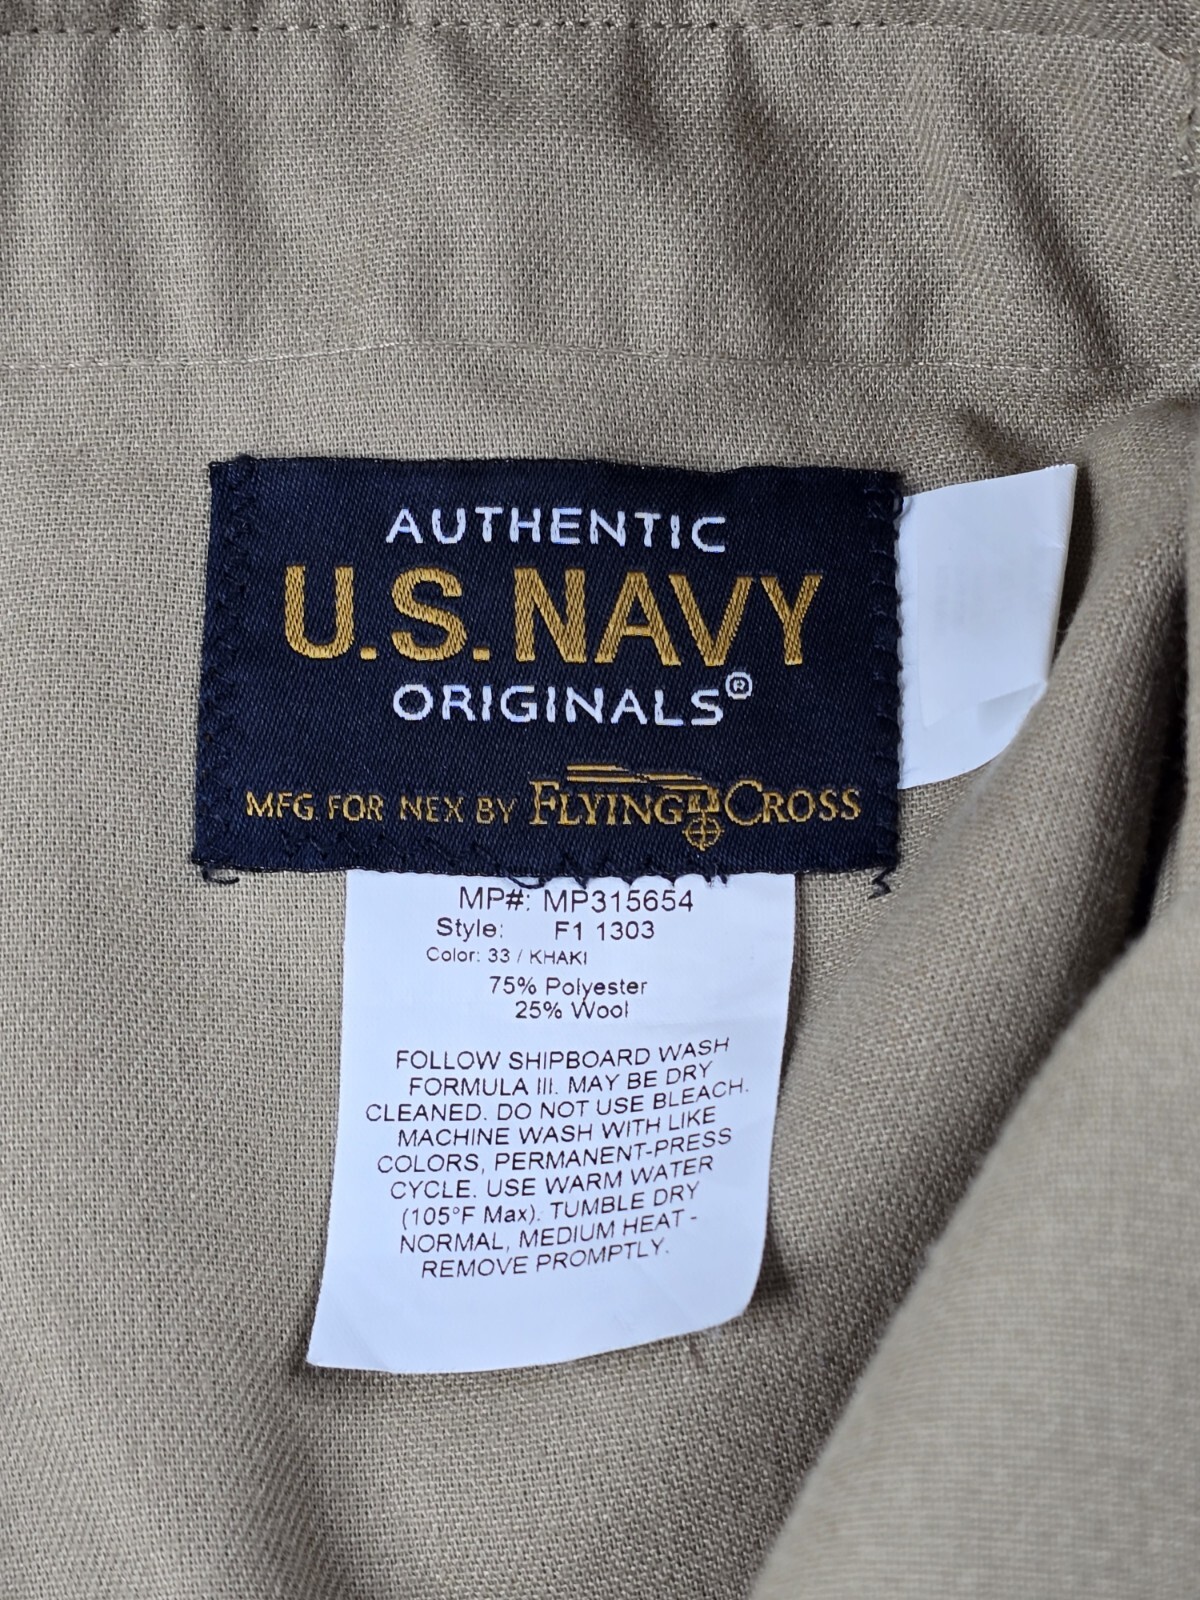 AUTHENTIC
U.S. NAVY
ORIGINALS®
MFG FOR NEX BY FLYING CROSS
MP#: MP315654
Style: F1 1303
Color: 33 / KHAKI
75% Polyester
25% Wool
FOLLOW SHIPBOARD WASH
FORMULA III. MAY BE DRY
CLEANED. DO NOT USE BLEACH.
MACHINE WASH WITH LIKE
COLORS, PERMANENT-PRESS
CYCLE. USE WARM WATER
(105°F Max). TUMBLE DRY
NORMAL, MEDIUM HEAT -
REMOVE PROMPTLY.